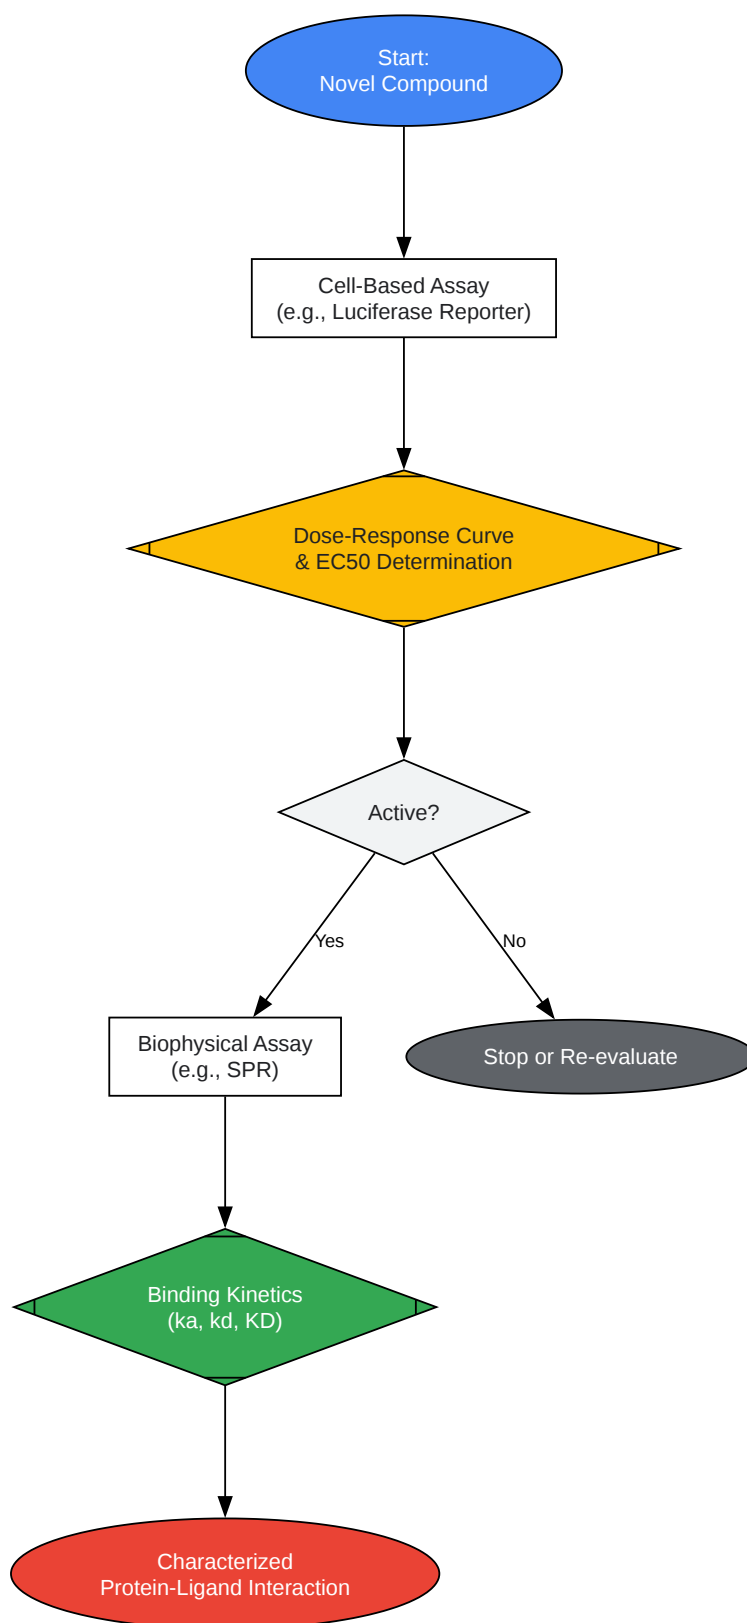 Start:
Novel Compound
Cell-Based Assay
(e.g., Luciferase Reporter)
Dose-Response Curve
& EC50 Determination
Active?
Yes
No
Biophysical Assay
(e.g., SPR)
Stop or Re-evaluate
Binding Kinetics
(ka, kd, KD)
Characterized
Protein-Ligand Interaction